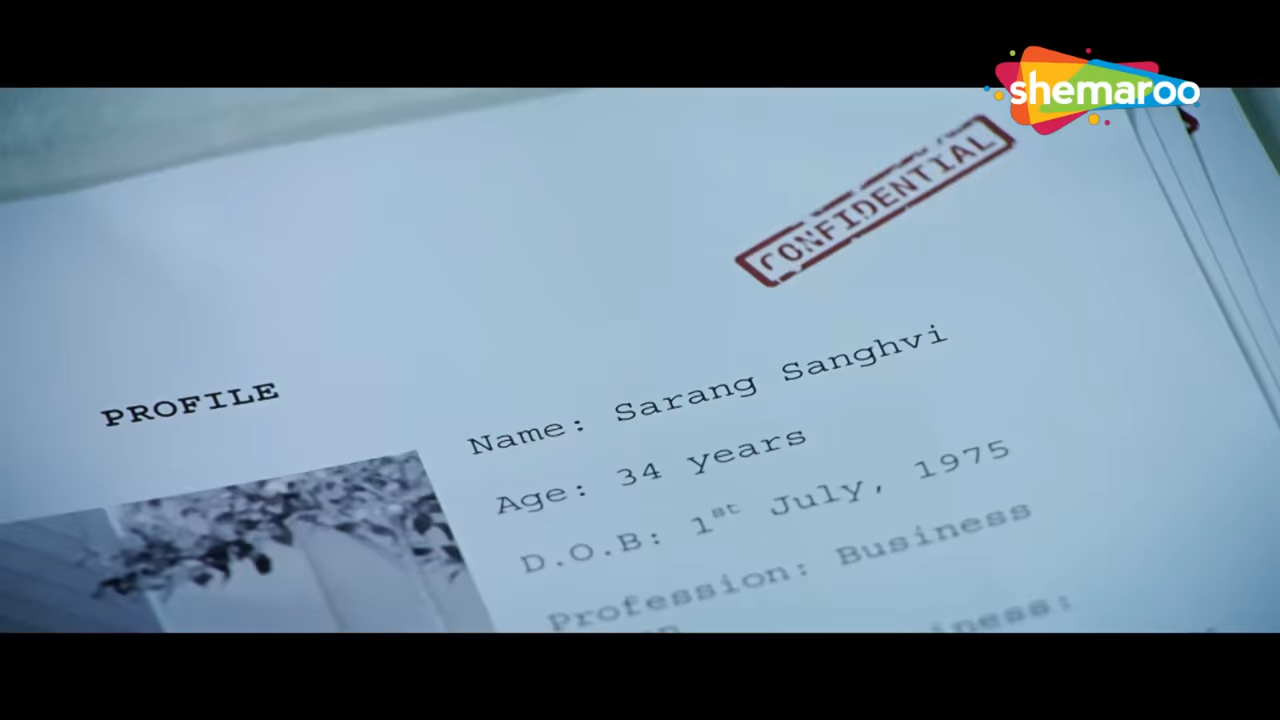 shemaroo
CONFIDENTIAL
PROFILE
Name: Sarang Sanghvi
Age: 34 years
D.O.B: 1st July, 1975
Profession: Business